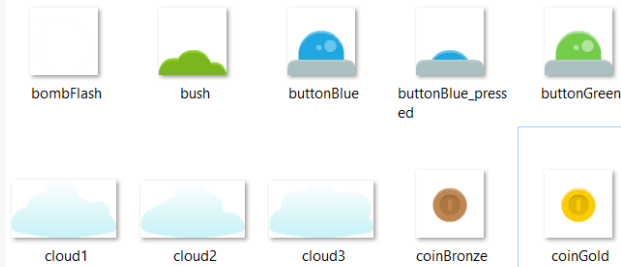 bombFlash
bush
buttonBlue
buttonBlue_press
ed
buttonGreen
cloud1
cloud2
cloud3
coinBronze
coinGold